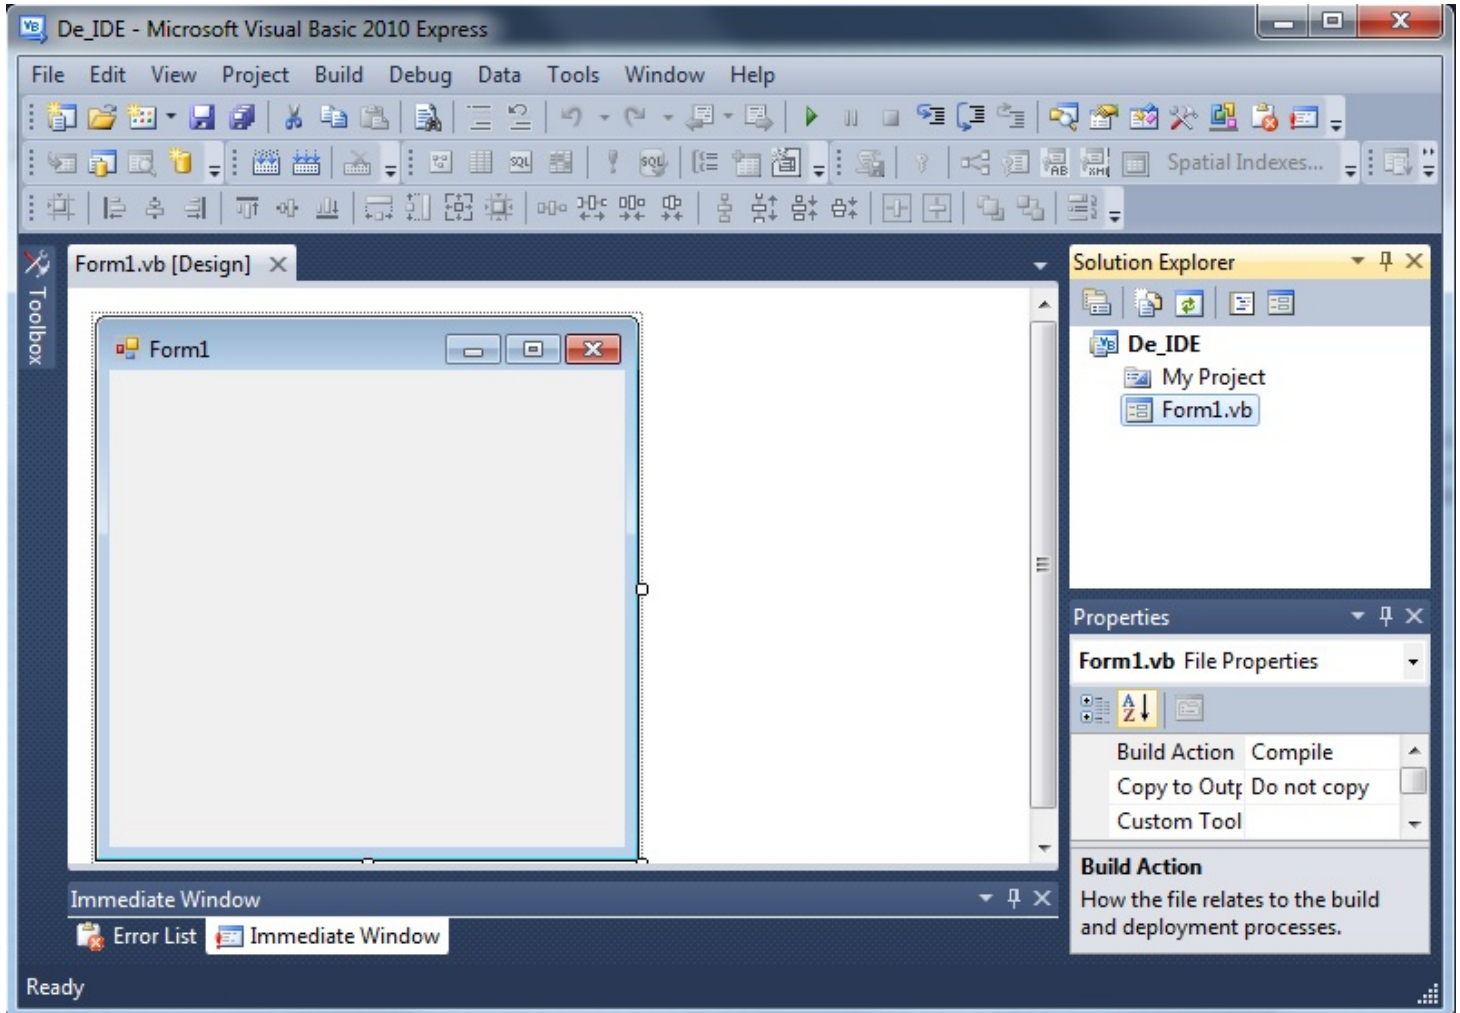 De_IDE - Microsoft Visual Basic 2010 Express
File Edit View Project Build Debug Data Tools Window Help
Spatial Indexes...
Toolbox
Form1.vb [Design]
Form1
Solution Explorer
De_IDE
My Project
Form1.vb
Properties
Form1.vb File Properties
Build Action Compile
Copy to Outp Do not copy
Custom Tool
Build Action
How the file relates to the build
and deployment processes.
Immediate Window
Error List Immediate Window
Ready